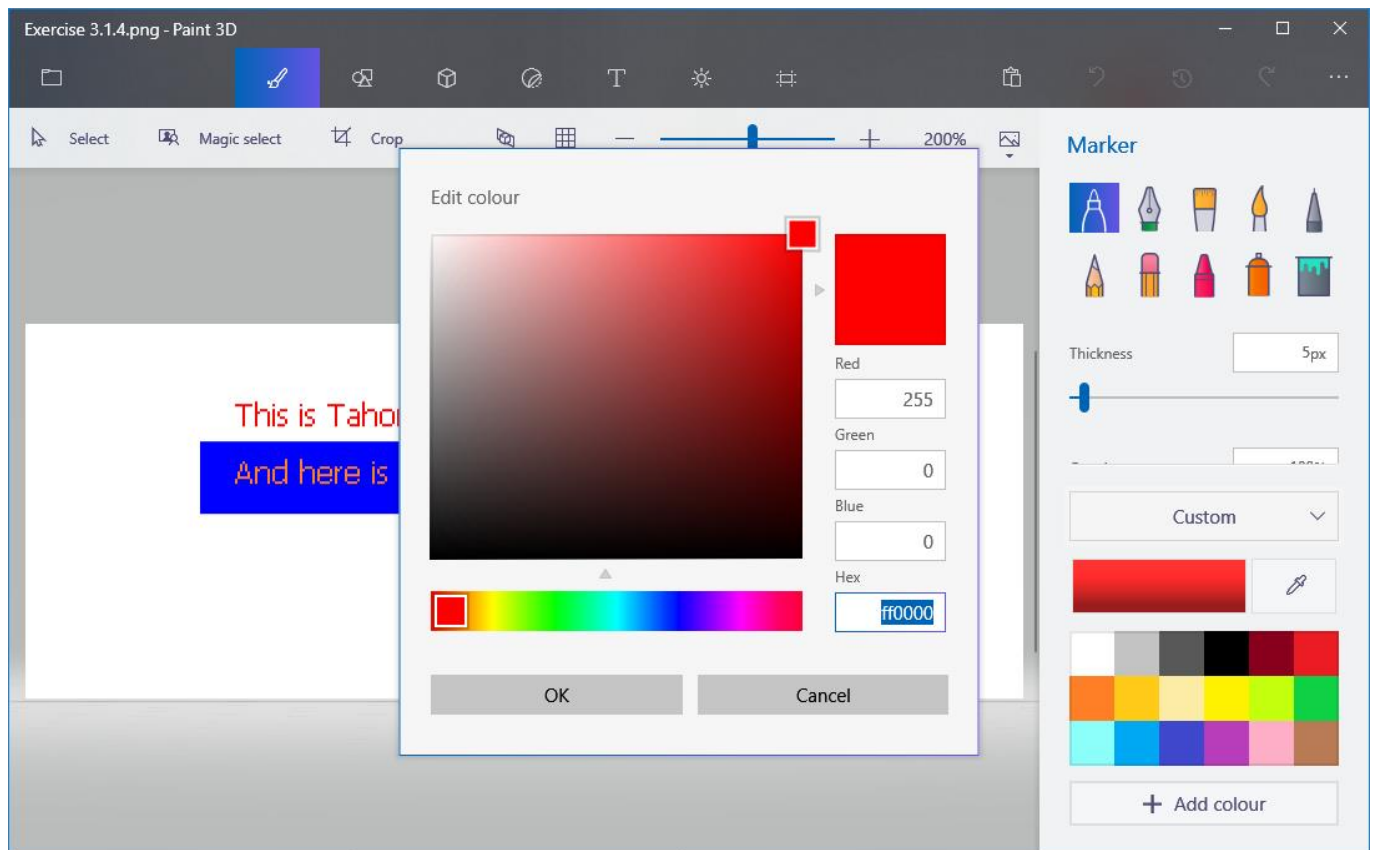 Exercise 3.1.4.png - Paint 3D
Select Magic select Crop 200%
Marker
Edit colour
Thickness 5px
Red
255
Green
0
Blue
0
Hex
ff0000
OK Cancel
This is
And here is
Custom
+ Add colour